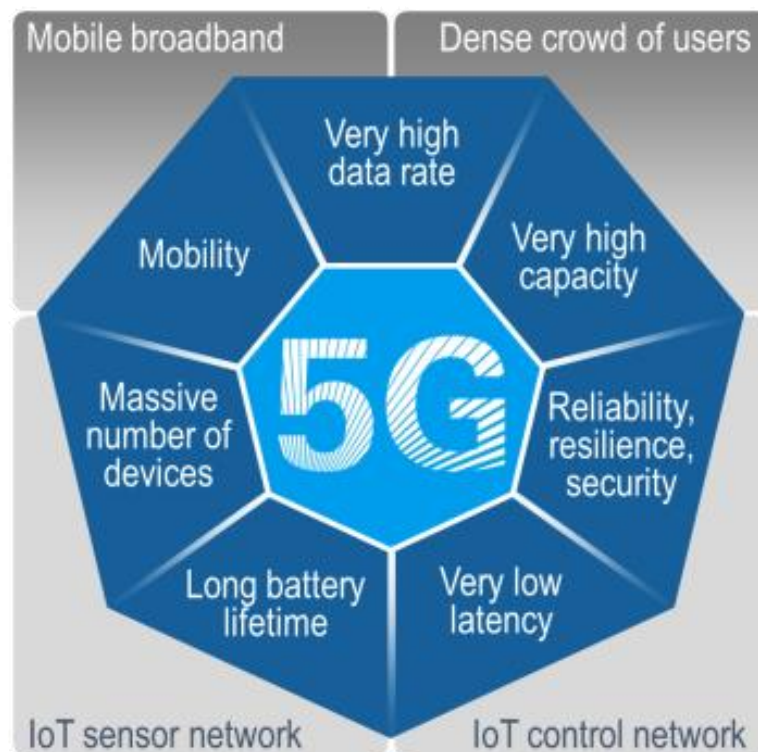 Mobile broadband
Dense crowd of users
Very high
data rate
Mobility
Very high
capacity
5G
Massive
number of
devices
Reliability,
resilience,
security
Long battery
lifetime
Very low
latency
IoT sensor network
IoT control network